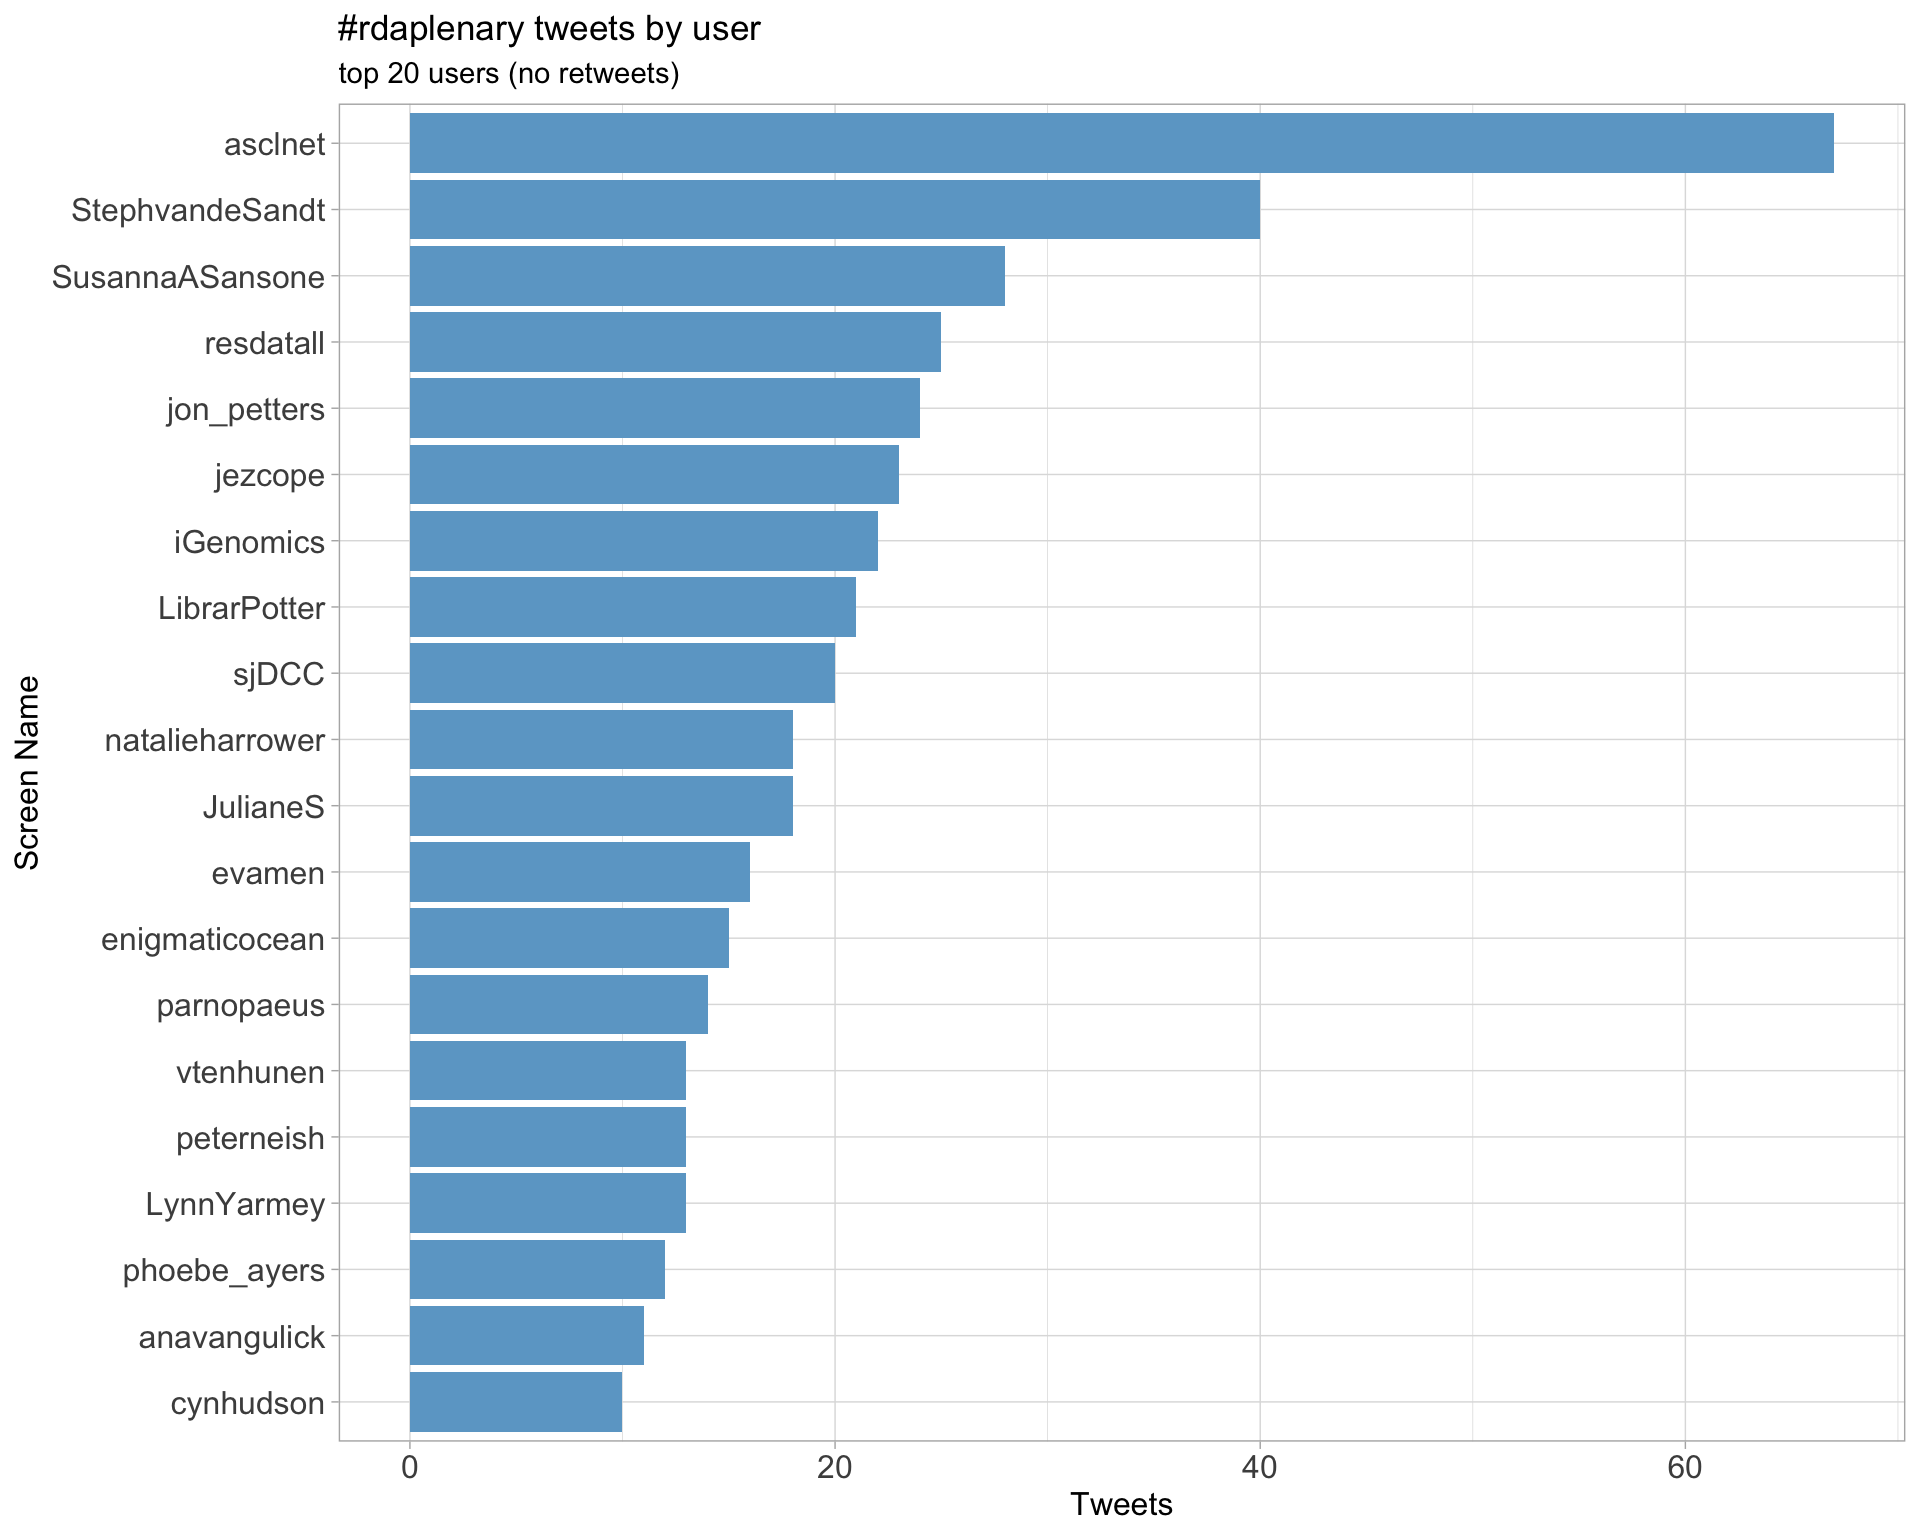 #rdaplenary tweets by user
top 20 users (no retweets)
asclnet
StephvandeSandt
SusannaASansone
resdatall
jon_petters
jezcope
iGenomics
LibrarPotter
sjDCC
natalieharrower
JulianeS
evamen
enigmaticocean
parnopaeus
vtenhunen
peterneish
LynnYarmey
phoebe_ayers
anavangulick
cynhudson
Screen Name
0 20 40 60
Tweets